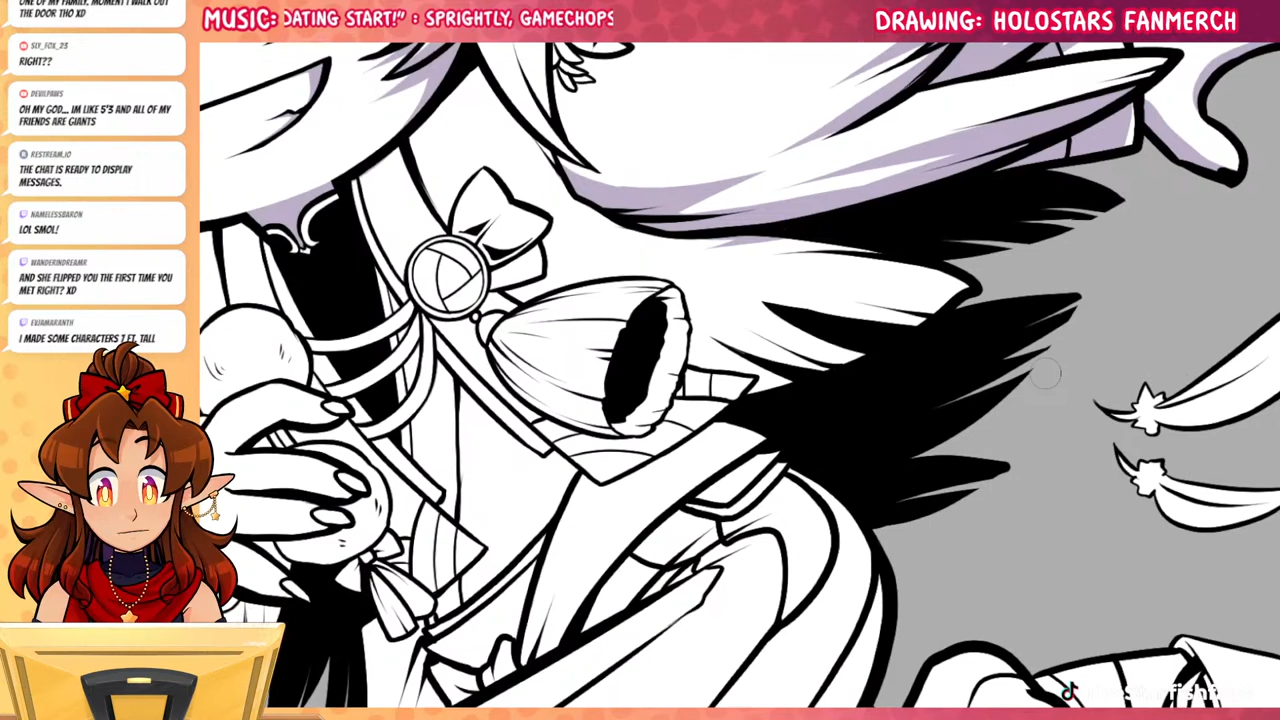 MUSIC: DATING START!" : SPRIGHTLY, GAMECHOPS
DRAWING: HOLOSTARS FANMERCH
ONE OF MY FAMILY, MOMENT I WALK OUT
THE DOOR THO XD
SLY_FOX_23
RIGHT??
DEVILPAWS
OH MY GOD... IM LIKE 5'3 AND ALL OF MY
FRIENDS ARE GIANTS
RESTREAM.IO
THE CHAT IS READY TO DISPLAY
MESSAGES.
NAMELESSBARON
LOL SMOL!
WANDERINDREAMR
AND SHE FLIPPED YOU THE FIRST TIME YOU
MET RIGHT? XD
EVJAMARANTH
I MADE SOME CHARACTERS 7 FT. TALL